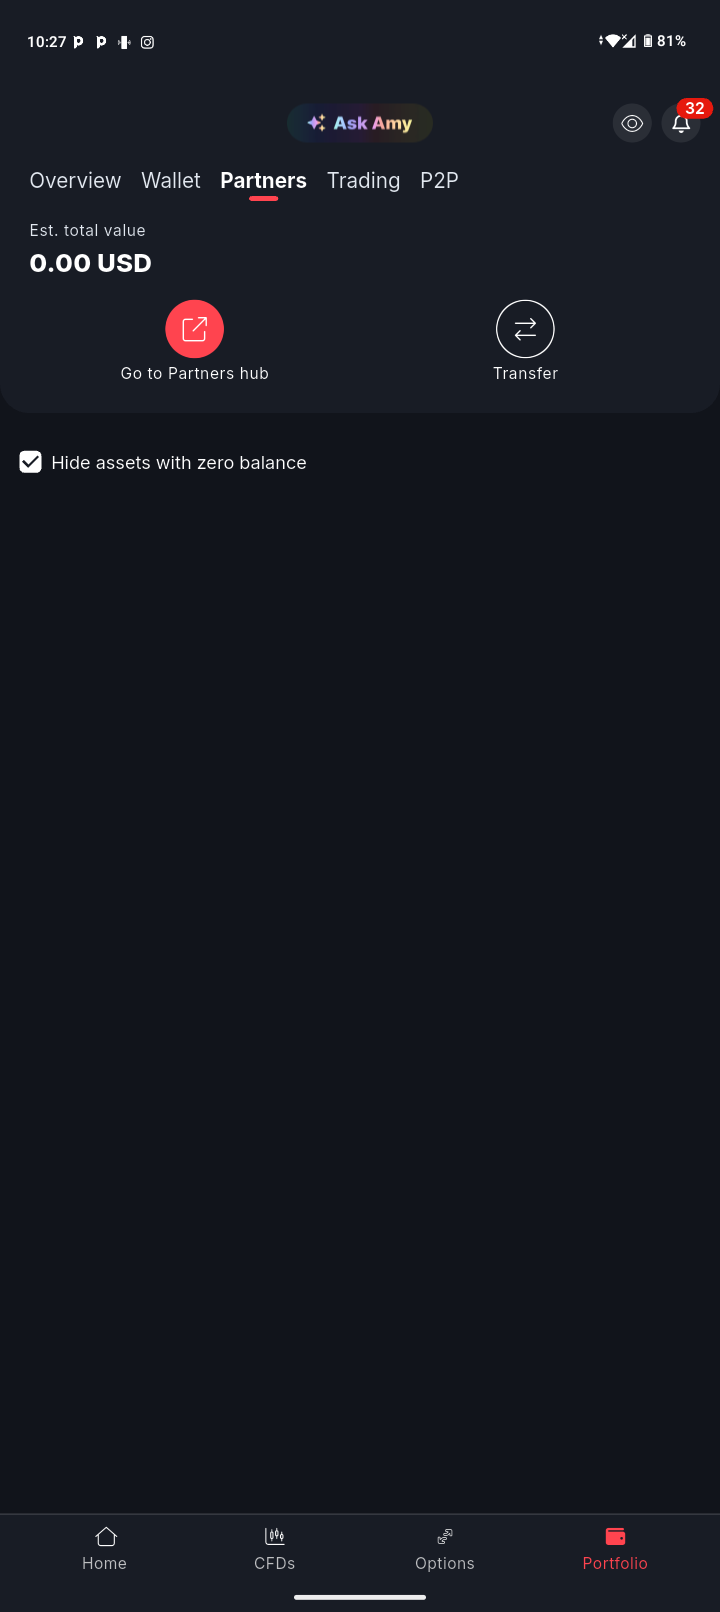 10:27
81%
Ask Amy
32
Overview Wallet Partners Trading P2P
Est. total value
0.00 USD
Go to Partners hub
Transfer
Hide assets with zero balance
Home
CFDs
Options
Portfolio